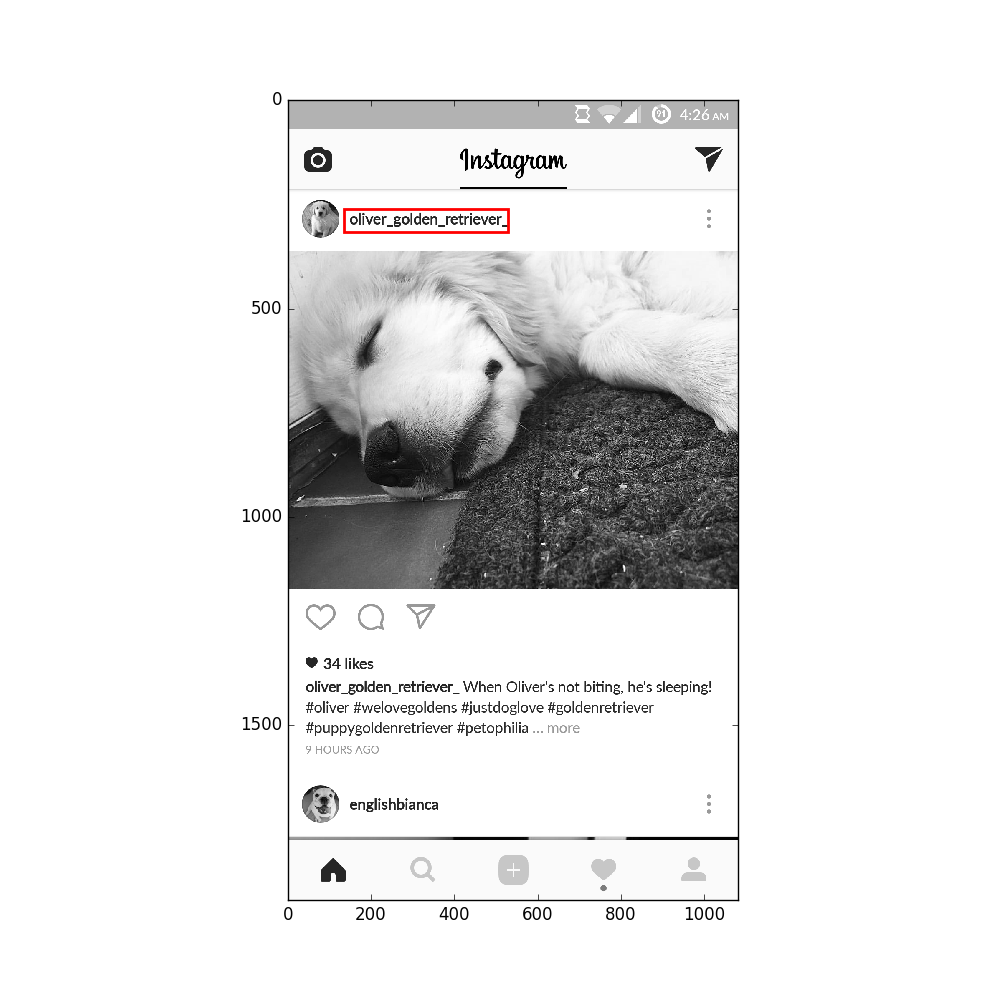 0
91 4:26 AM
Instagram
oliver_golden_retriever_
500
1000
34 likes
oliver_golden_retriever_ When Oliver's not biting, he's sleeping!
#oliver #welovegoldens #justdoglove #goldenretriever
1500
#puppygoldenretriever #petophilia ... more
9 HOURS AGO
englishbianca
0 200 400 600 800 1000